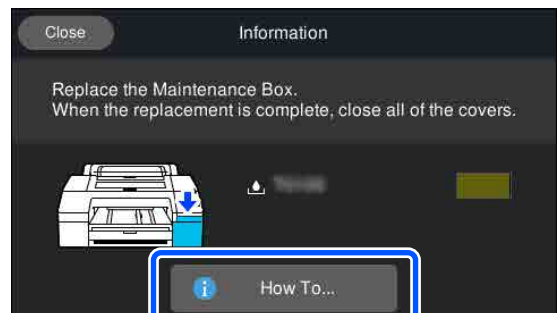 Close
Information
Replace the Maintenance Box.
When the replacement is complete, close all of the covers.
How To...